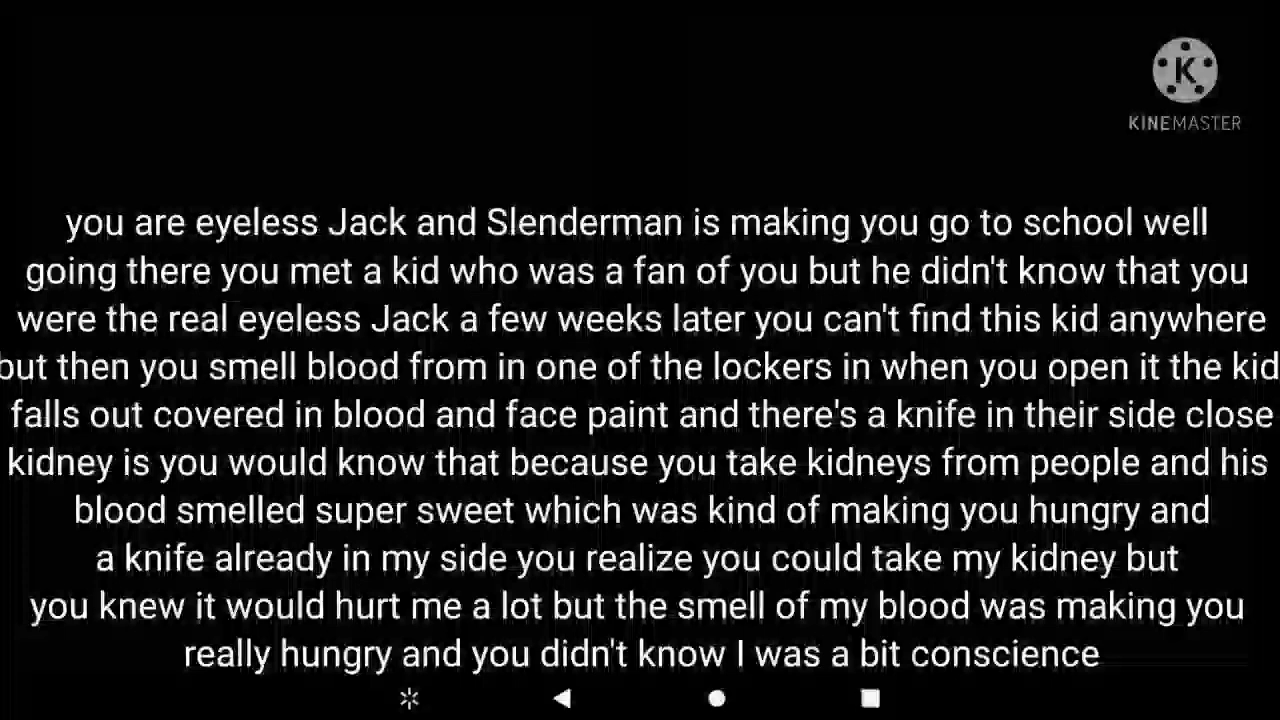 K
KINEMASTER
you are eyeless Jack and Slenderman is making you go to school well
going there you met a kid who was a fan of you but he didn't know that you
were the real eyeless Jack a few weeks later you can't find this kid anywhere
but then you smell blood from in one of the lockers in when you open it the kid
falls out covered in blood and face paint and there's a knife in their side close
kidney is you would know that because you take kidneys from people and his
blood smelled super sweet which was kind of making you hungry and
a knife already in my side you realize you could take my kidney but
you knew it would hurt me a lot but the smell of my blood was making you
really hungry and you didn't know I was a bit conscience